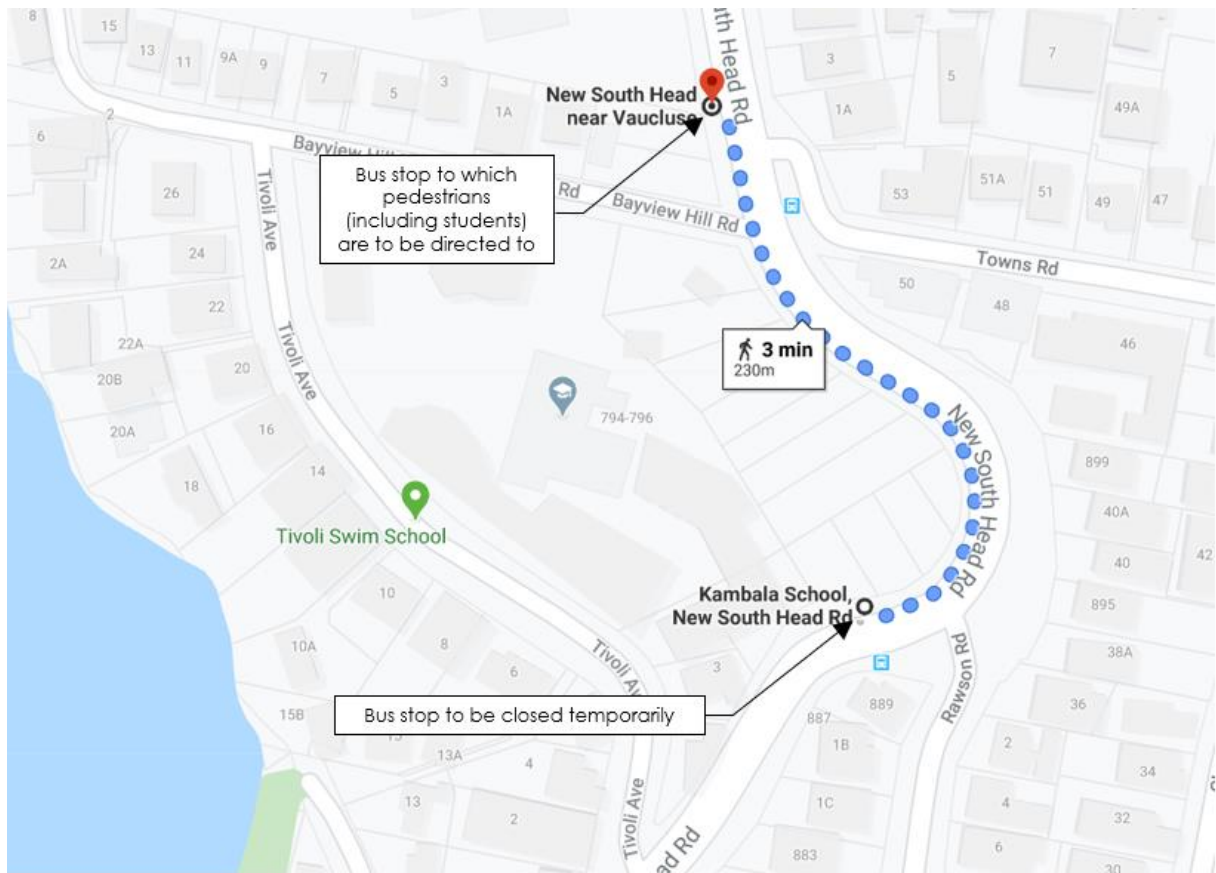 8
15
13
11
9A
9
7
5
3
1A
2
6
New South Head
near Vaucluse
South Head Rd
3
1A
5
7
49A
Bayview Hill
Rd
Bayview Hill Rd
Bus stop to which
pedestrians
(including students)
are to be directed to
26
Tivoli Ave
53
51A
51
49
47
2A
24
Towns Rd
50
48
22
22A
Tivoli Ave
3 min
230m
46
20B
20
20A
16
14
18
794-796
New South Head Rd
899
40A
42
40
Tivoli Swim School
10
Kambala School,
New South Head Rd
895
38A
10A
8
6
Tivoli Av
3
Rawson Rd
Bus stop to be closed temporarily
15B
13A
4
889
887
1B
36
2
34
13
2
Tivoli Ave
1C
4
32
ad Rd
883
6
30